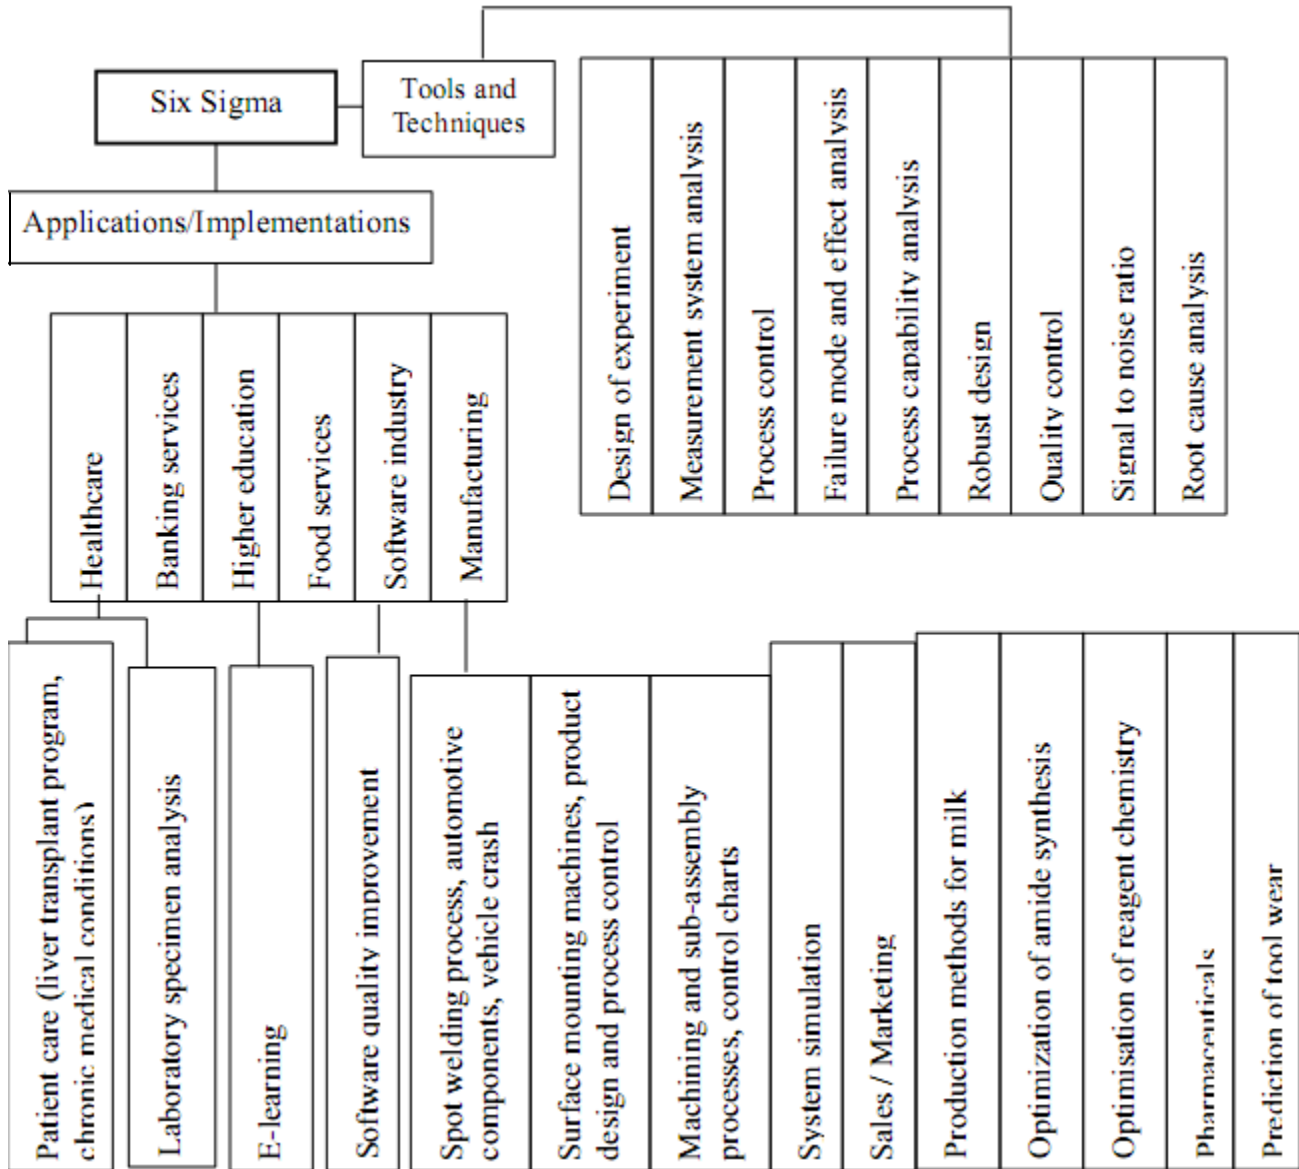 Six Sigma
Tools and
Techniques
Applications/Implementations
Design of experiment
Measurement system analysis
Process control
Failure mode and effect analysis
Process capability analysis
Robust design
Quality control
Signal to noise ratio
Root cause analysis
Healthcare
Banking services
Higher education
Food services
Software industry
Manufacturing
Patient care (liver transplant program,
chronic medical conditions)
Laboratory specimen analysis
E-learning
Software quality improvement
Spot welding process, automotive
components, vehicle crash
Surface mounting machines, product
design and process control
Machining and sub-assembly
processes, control charts
System simulation
Sales / Marketing
Production methods for milk
Optimization of amide synthesis
Optimisation of reagent chemistry
Pharmaceuticals
Prediction of tool wear